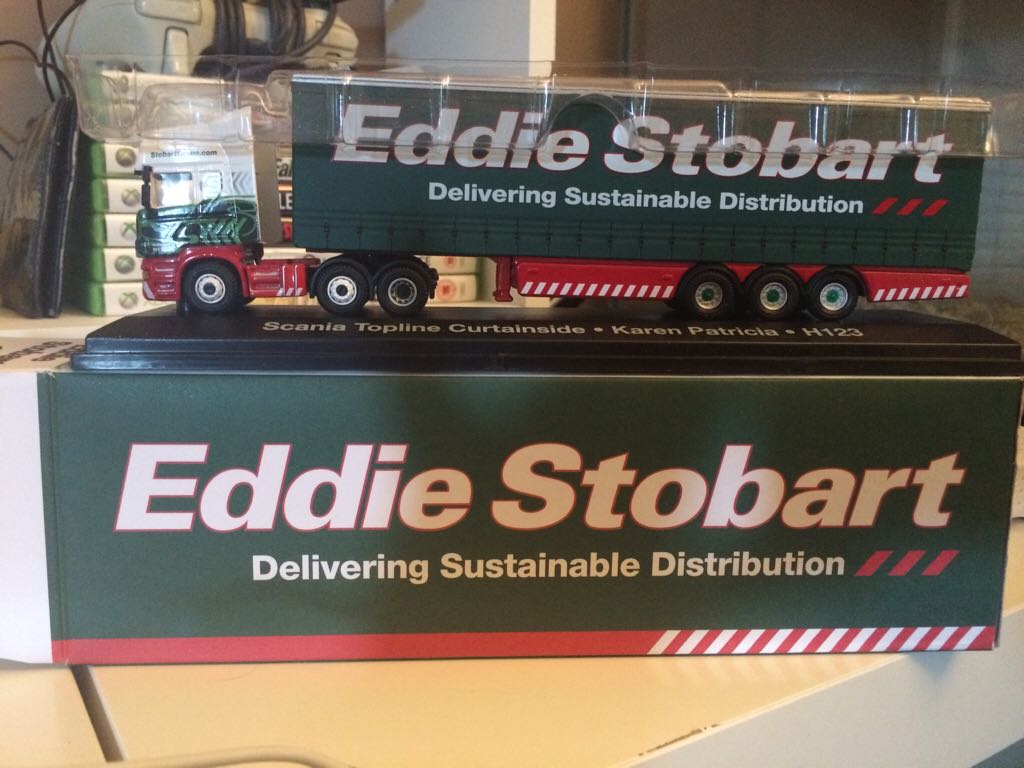 Eddie Stobart
Delivering Sustainable Distribution
Scania Topline Curtainside • Karen Patricia • H123
Eddie Stobart
Delivering Sustainable Distribution